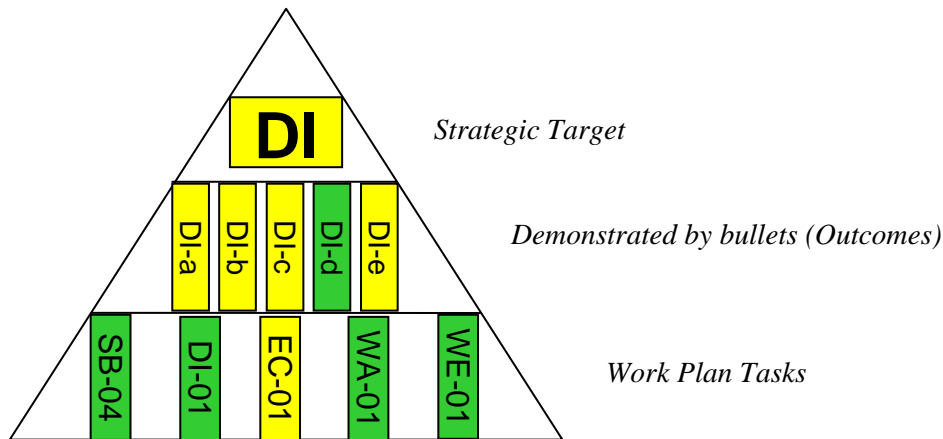 DI
Strategic Target
DI-a
DI-b
DI-c
DI-d
DI-e
Demonstrated by bullets (Outcomes)
SB-04
DI-01
EC-01
WA-01
WE-01
Work Plan Tasks